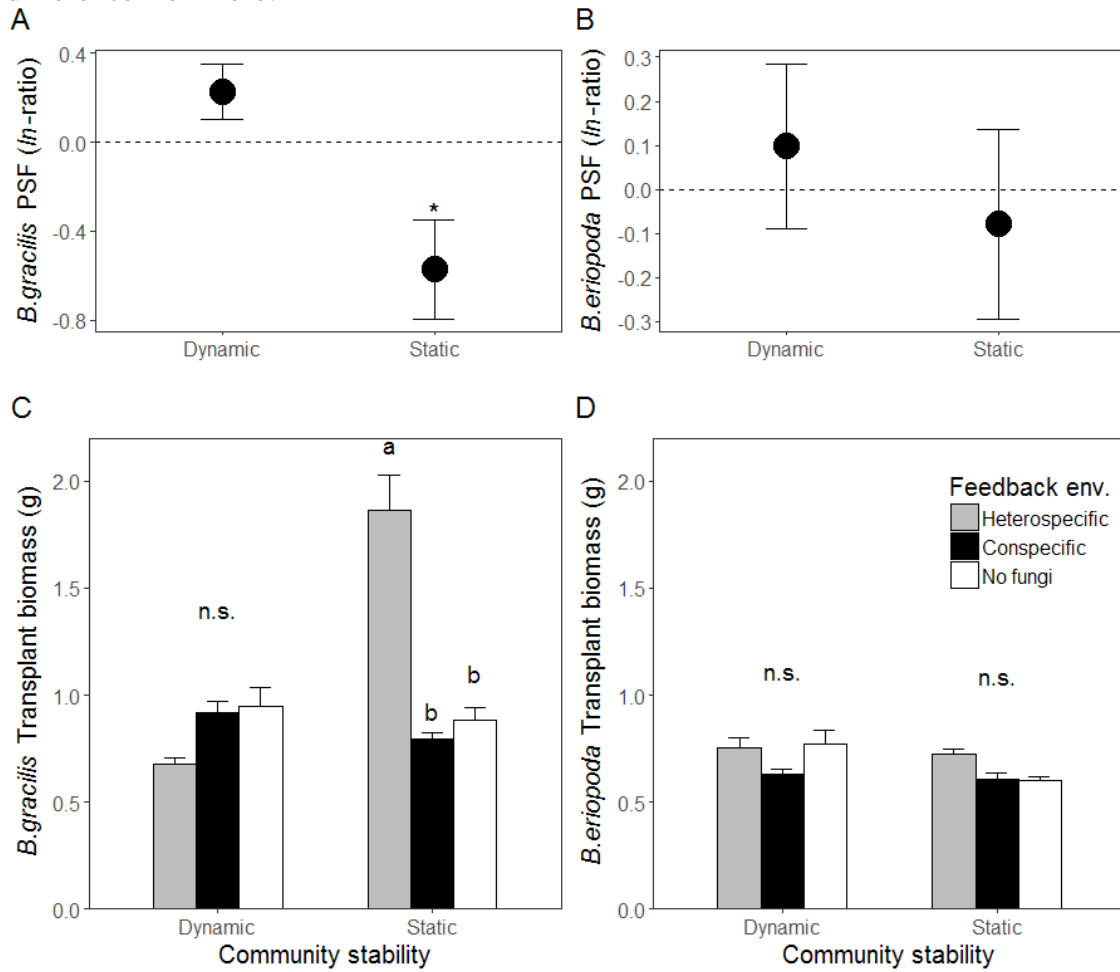 A
B. gracilis PSF (ln-ratio)
0.4
0.0
-0.4
-0.8
*
Dynamic
Static
B
B.eriopoda PSF (ln-ratio)
0.3
0.2
0.1
0.0
-0.1
-0.2
-0.3
Dynamic
Static
C
B.gracilis Transplant biomass (g)
2.0
1.5
1.0
0.5
0.0
n.s.
a
b
b
Dynamic
Static
Community stability
D
B.eriopoda Transplant biomass (g)
2.0
1.5
1.0
0.5
0.0
Feedback env.
Heterospecific
Conspecific
No fungi
n.s.
n.s.
Dynamic
Static
Community stability